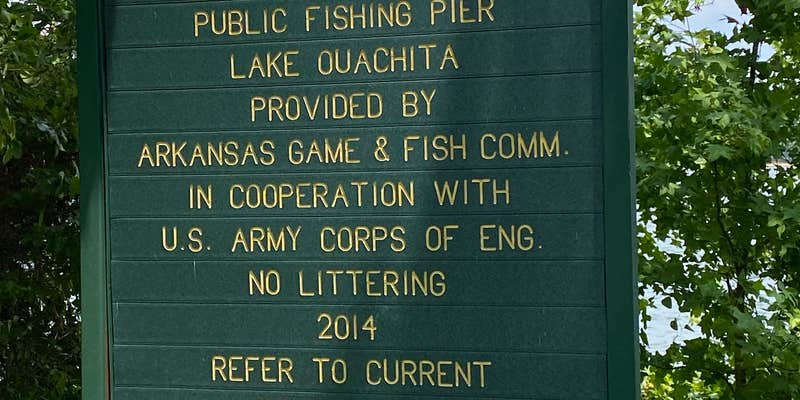 PUBLIC FISHING PIER
LAKE OUACHITA
PROVIDED BY
ARKANSAS GAME & FISH COMM.
IN COOPERATION WITH
U.S. ARMY CORPS OF ENG.
NO LITTERING
2014
REFER TO CURRENT